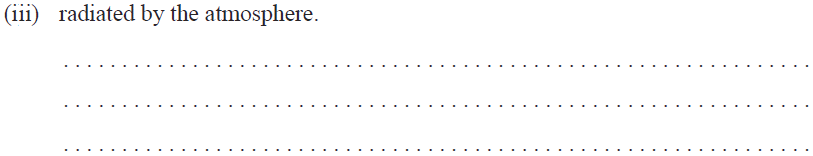 (iii) radiated by the atmosphere.